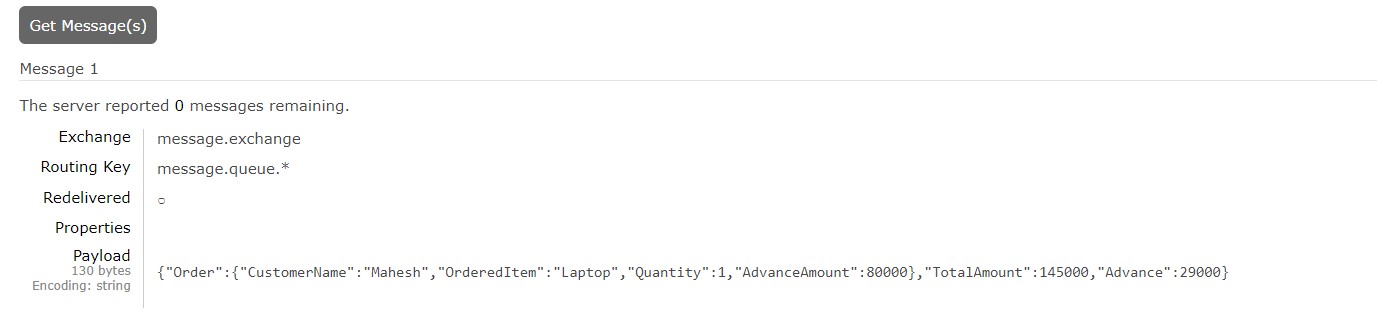 Get Message(s)
Message 1
The server reported 0 messages remaining.
Exchange message.exchange
Routing Key message.queue.*
Redelivered ○
Properties
Payload
130 bytes
Encoding: string
{"Order":{"CustomerName":"Mahesh","OrderedItem":"Laptop","Quantity":1,"AdvanceAmount":80000},"TotalAmount":145000,"Advance":29000}